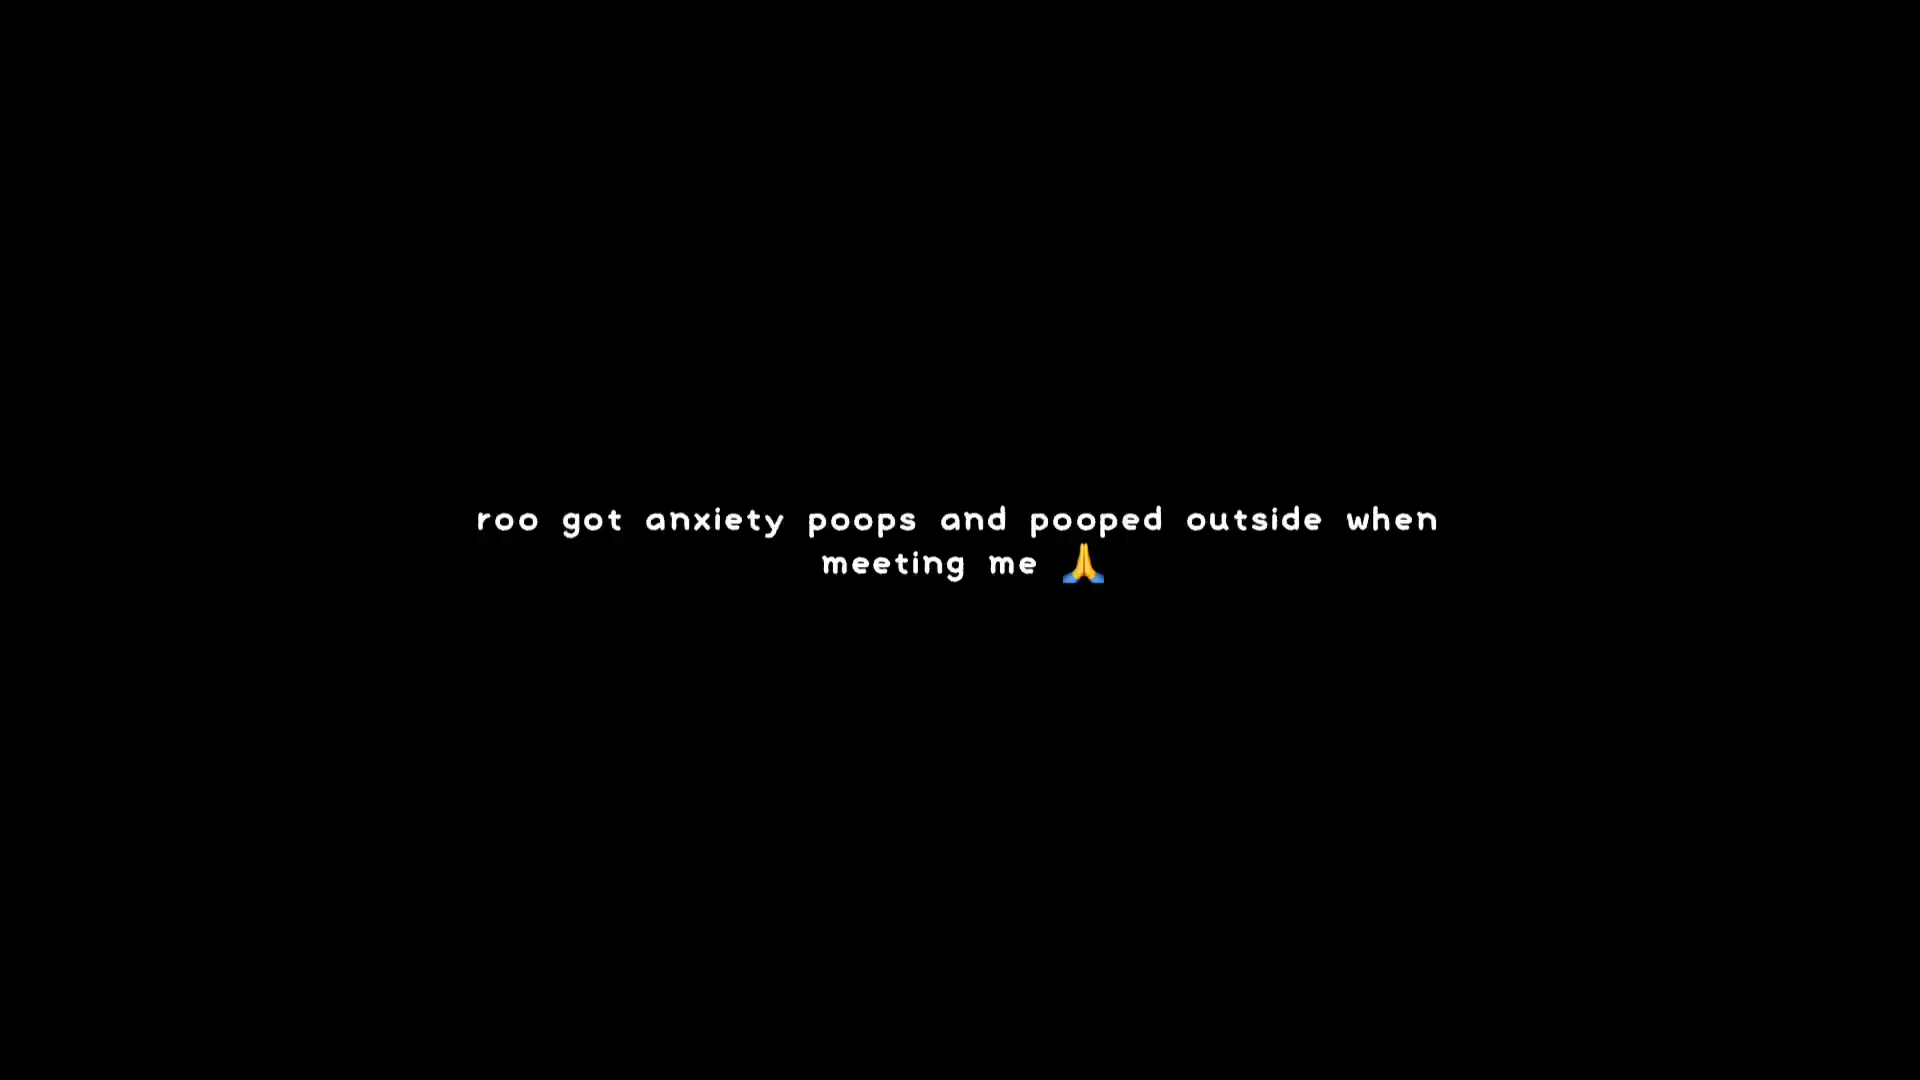 roo got anxiety poops and pooped outside when
meeting me 🙏